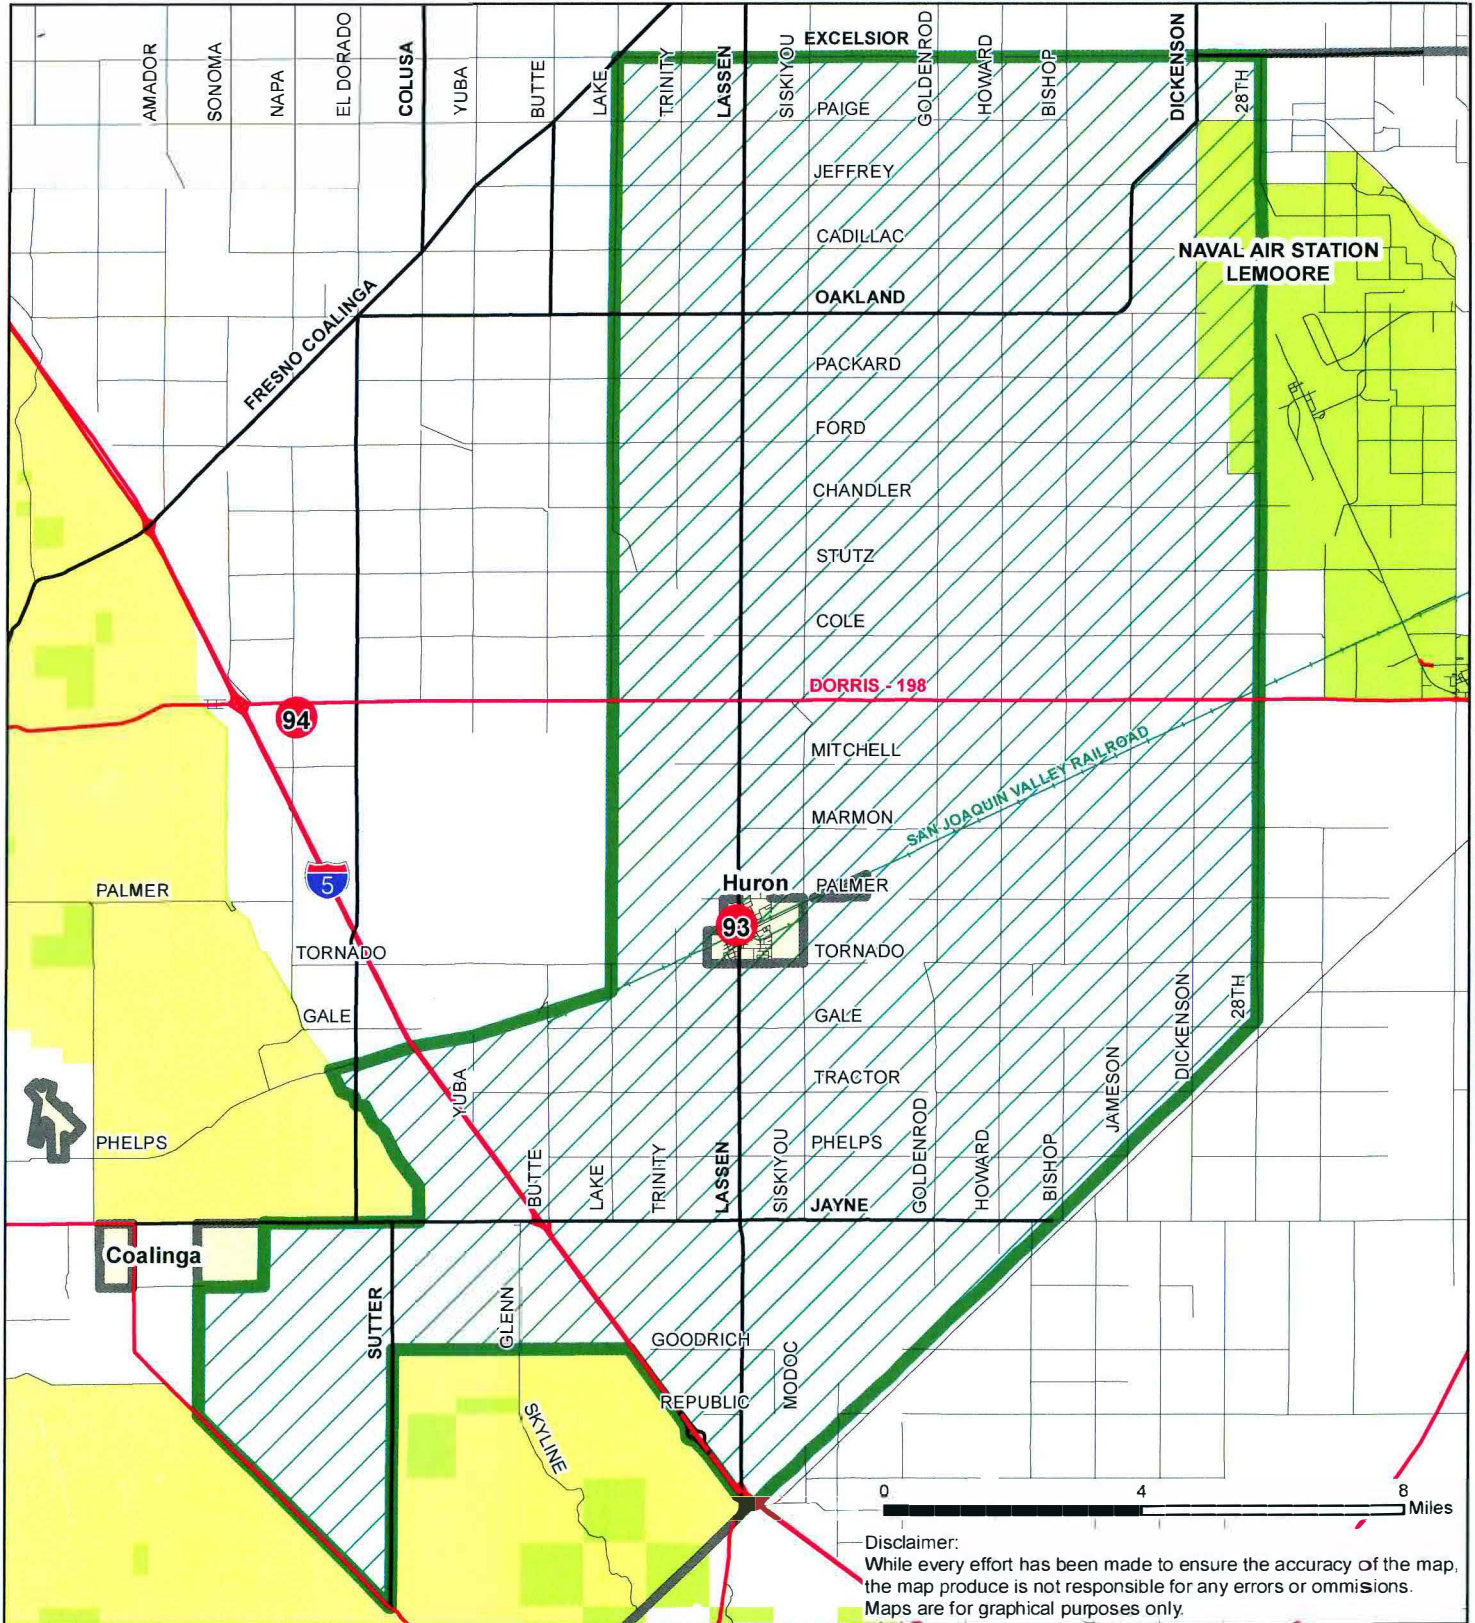 AMADOR
SONOMA
NAPA
EL DORADO
COLUSA
YUBA
BUTTE
LAKE
TRINITY
LASSEN
SISKIYOU
EXCELSIOR
GOLDENROD
HOWARD
BISHOP
DICKENSON
28TH
PAIGE
JEFFREY
CADILLAC
NAVAL AIR STATION
LEMOORE
OAKLAND
FRESNO COALINGA
PACKARD
FORD
CHANDLER
STUTZ
COLE
DORRIS - 198
94
MITCHELL
SAN JOAQUIN VALLEY RAILROAD
MARMON
5
PALMER
Huron
PALMER
93
TORNADO
TORNADO
GALE
GALE
DICKENSON
28TH
TRACTOR
YUBA
JAMESON
PHELPS
PHELPS
BUTTE
LAKE
TRINITY
LASSEN
SISKIYOU
GOLDENROD
HOWARD
BISHOP
JAYNE
Coalinga
SUTTER
GLENN
GOODRICH
MODOC
REPUBLIC
SKYLINE
0 4 8
Miles
Disclaimer:
While every effort has been made to ensure the accuracy of the map,
the map produce is not responsible for any errors or ommisions.
Maps are for graphical purposes only.